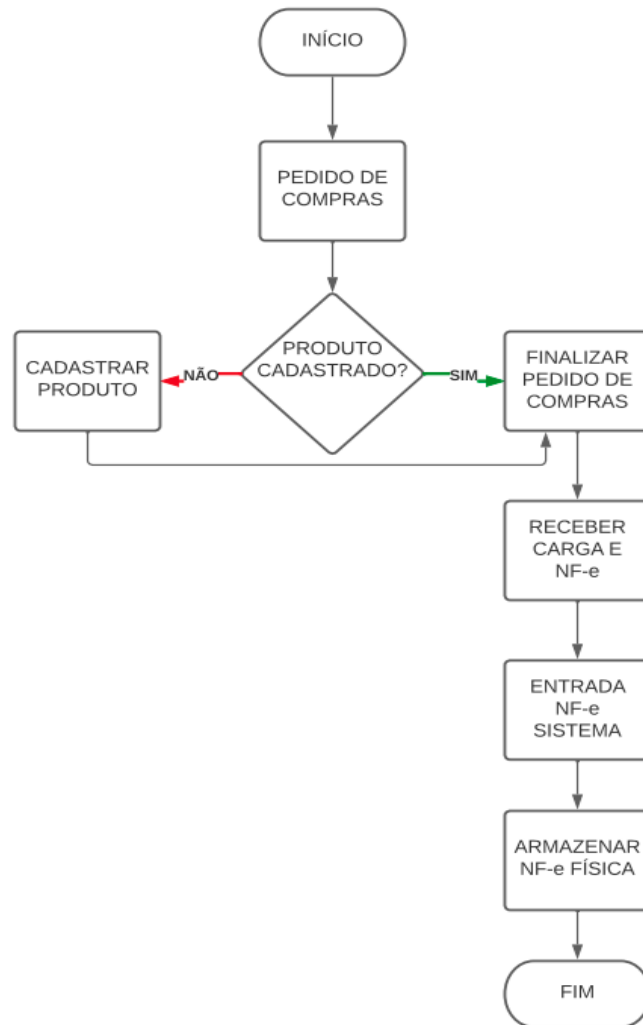 INÍCIO
PEDIDO DE
COMPRAS
PRODUTO
CADASTRADO?
NÃO
SIM
CADASTRAR
PRODUTO
FINALIZAR
PEDIDO DE
COMPRAS
RECEBER
CARGA E
NF-e
ENTRADA
NF-e
SISTEMA
ARMAZENAR
NF-e FÍSICA
FIM